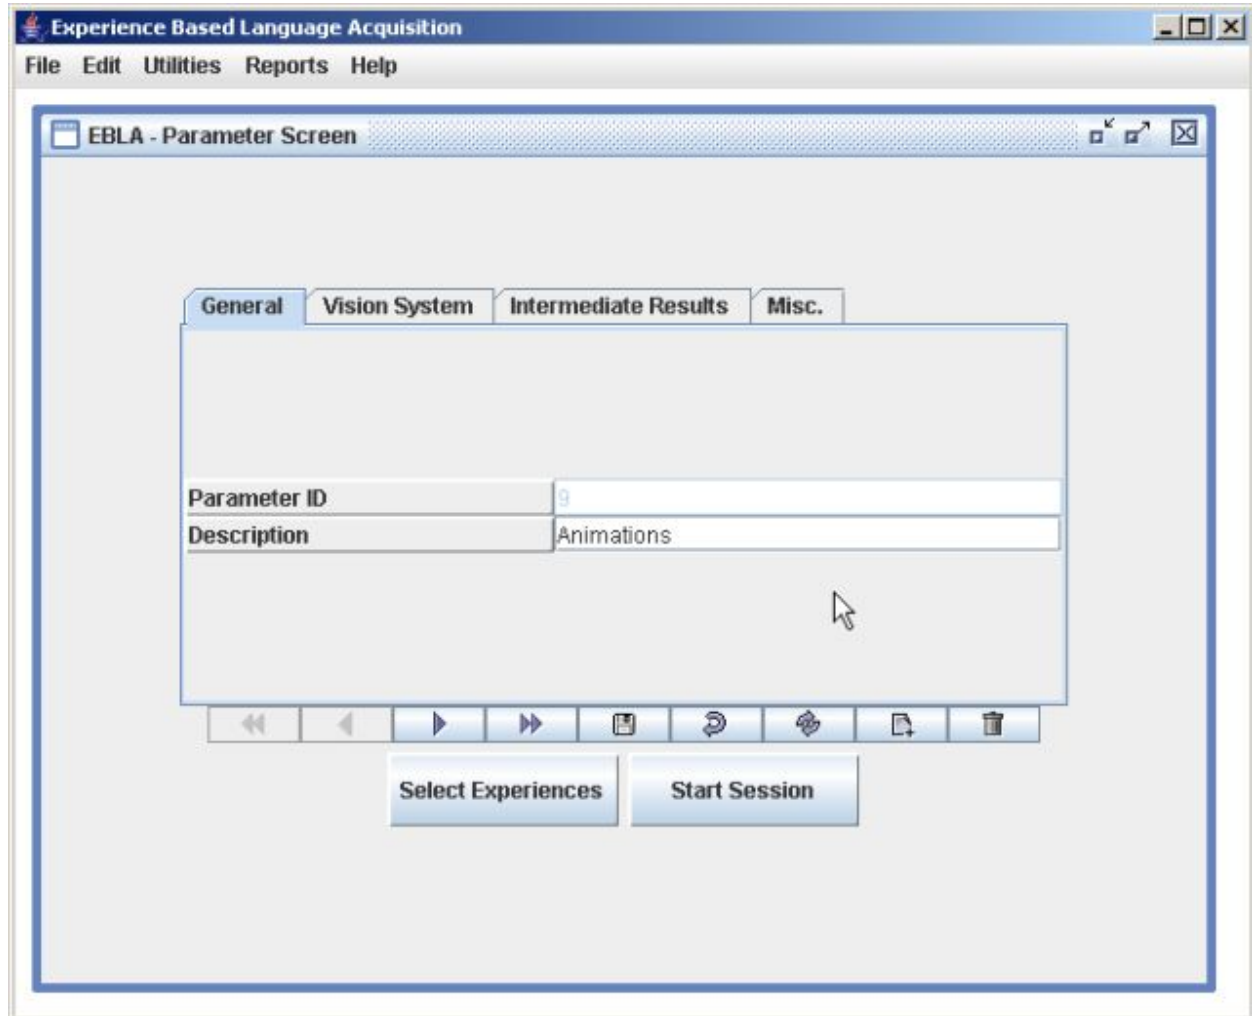 Experience Based Language Acquisition
File Edit Utilities Reports Help
EBLA - Parameter Screen
General Vision System Intermediate Results Misc.
Parameter ID 9
Description Animations
Select Experiences Start Session